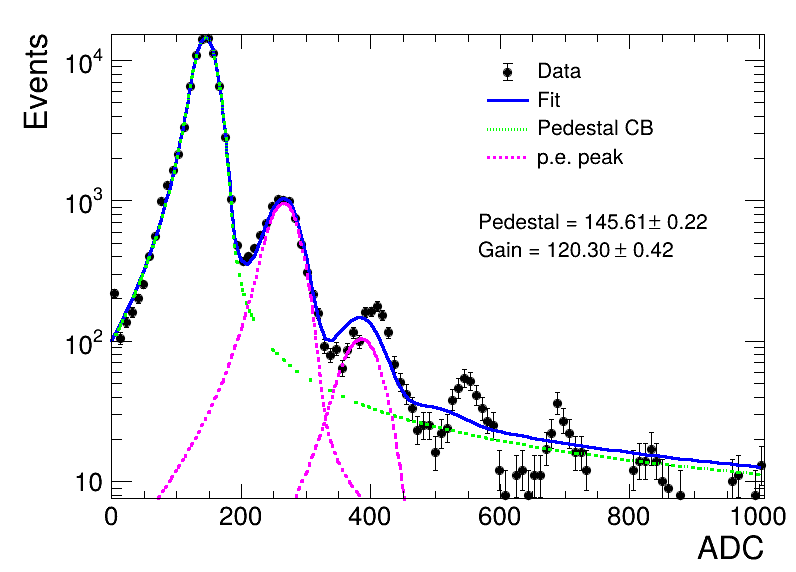 Events
10⁴
10³
10²
10
Data
Fit
Pedestal CB
p.e. peak
Pedestal = 145.61± 0.22
Gain = 120.30 ± 0.42
0 200 400 600 800 1000
ADC